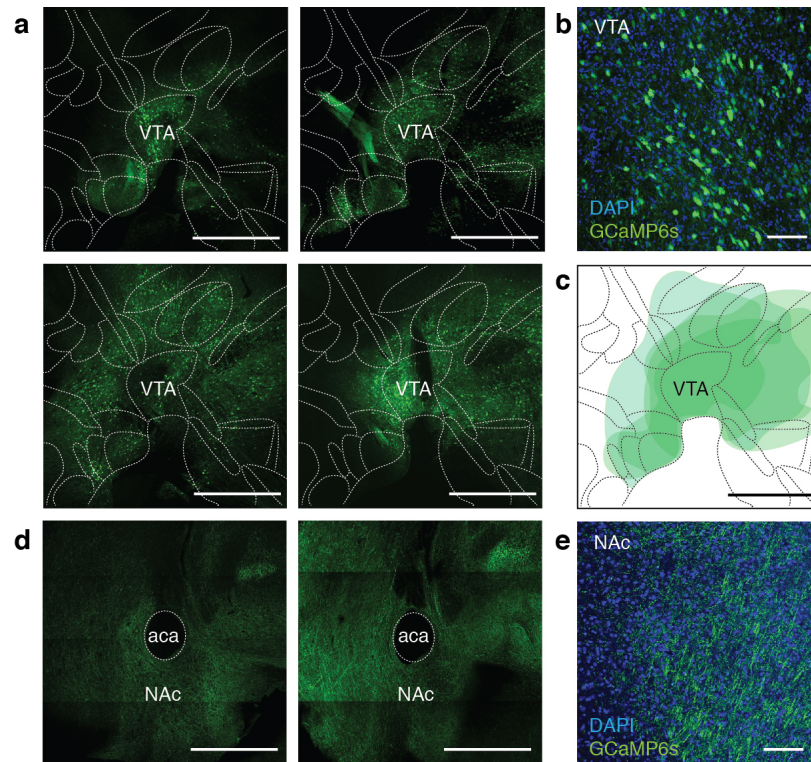 a
VTA
VTA
VTA
VTA
b
VTA
DAPI
GCaMP6s
c
VTA
d
aca
NAc
aca
NAc
e
NAc
DAPI
GCaMP6s